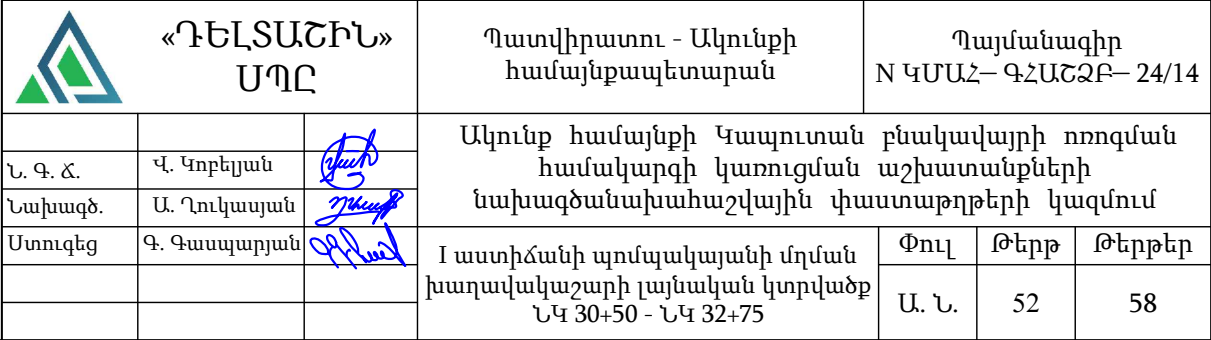 «ԴԵԼՏԱՇԻՆ»
ՍՊԸ
Պատվիրատու - Ակունքի
համայնքապետարան
Պայմանագիր
N ԿՄԱՀ— ԳՀԱՇՁԲ— 24/14
Ակունք համայնքի Կապուտան բնակավայրի ոռոգման
համակարգի կառուցման աշխատանքների
նախագծանախահաշվային փաստաթղթերի կազմում
Ն. Գ. Ճ.
Վ. Կոբելյան
Նախագծ.
Ա. Ղուկասյան
Ստուգեց
Գ. Գասպարյան
I աստիճանի պոմպակայանի մղման
խաղավակաշարի լայնական կտրվածք
ՆԿ 30+50 - ՆԿ 32+75
Փուլ
Թերթ
Թերթեր
Ա. Ն.
52
58